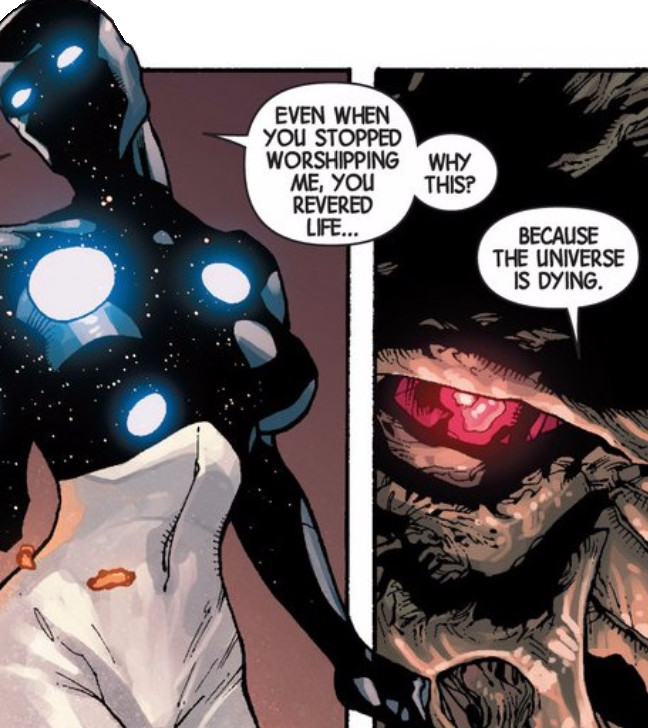 EVEN WHEN
YOU STOPPED
WORSHIPPING
ME, YOU
REVERED
LIFE...
WHY
THIS?
BECAUSE
THE UNIVERSE
IS DYING.